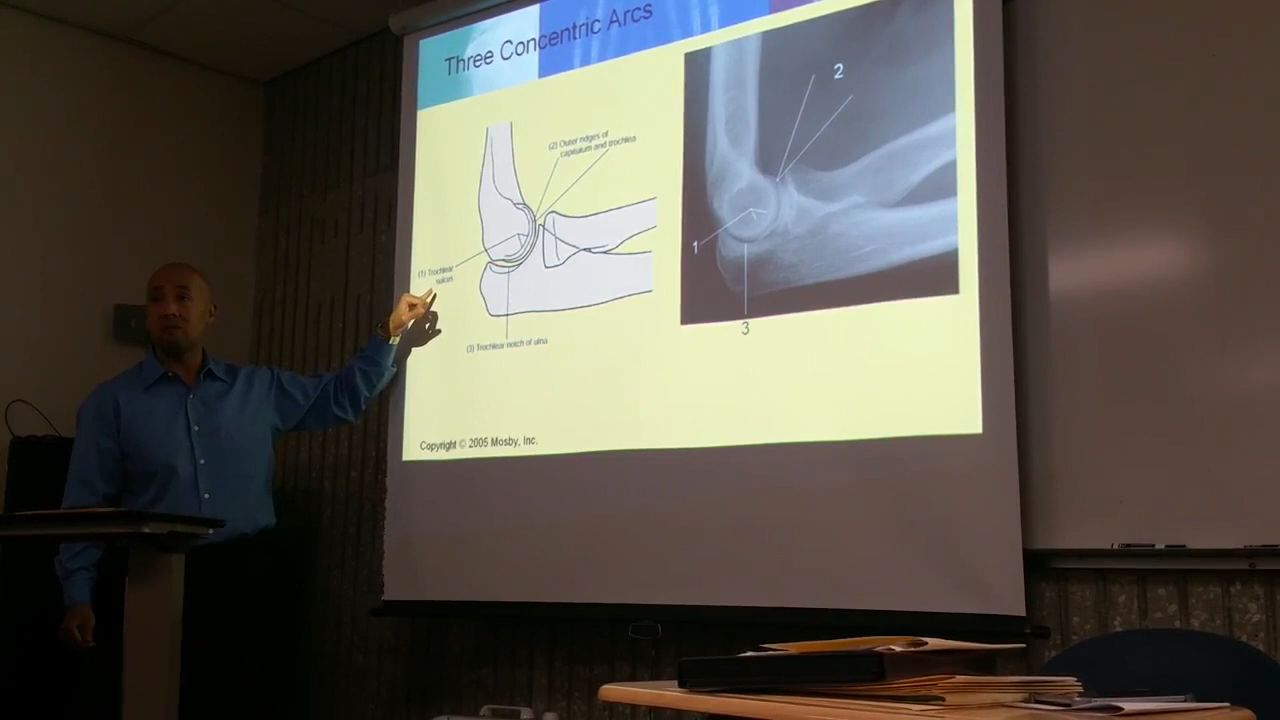 Three Concentric Arcs
(2) Outer ridges of
capitulum and trochlea
(1) Trochlear
sulcus
(3) Trochlear notch of ulna
2
1
3
Copyright © 2005 Mosby, Inc.